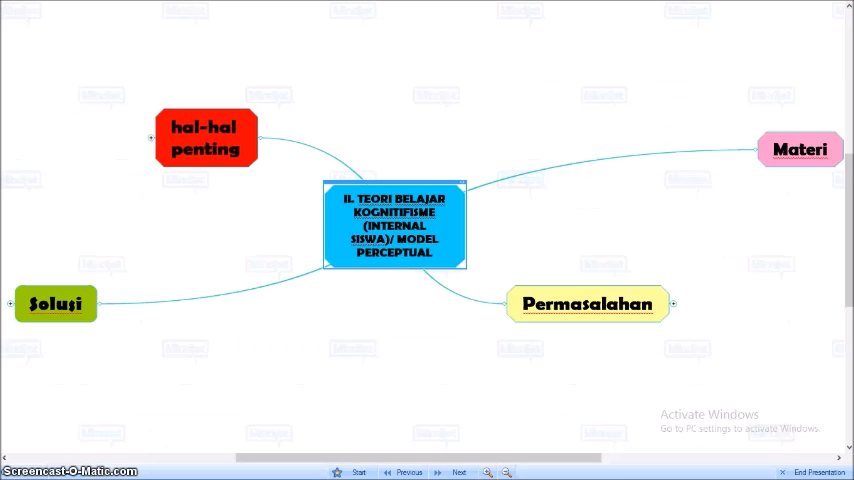 hal-hal
penting
Materi
II. TEORI BELAJAR
KOGNITIFISME
(INTERNAL
SISWA)/ MODEL
PERCEPTUAL
Solusi
Permasalahan
Activate Windows
Go to PC settings to activate Windows.
Screencast-O-Matic.com
Start
Previous
Next
End Presentation